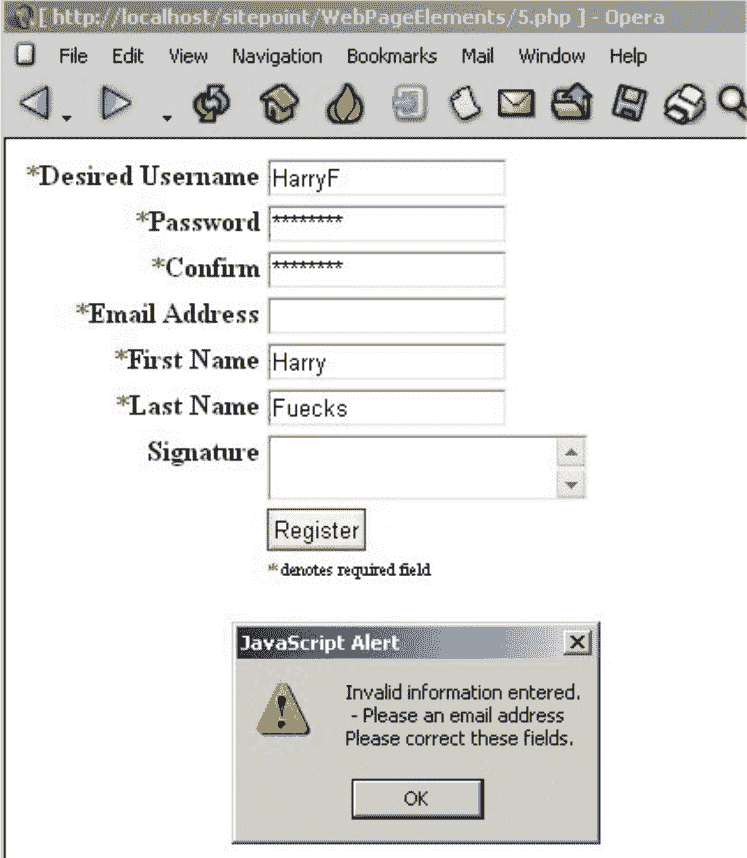 [ http://localhost/sitepoint/WebPageElements/5.php ] - Opera
File Edit View Navigation Bookmarks Mail Window Help
*Desired Username HarryF
*Password ********
*Confirm ********
*Email Address
*First Name Harry
*Last Name Fuecks
Signature
Register
* denotes required field
JavaScript Alert
Invalid information entered.
- Please an email address
Please correct these fields.
OK